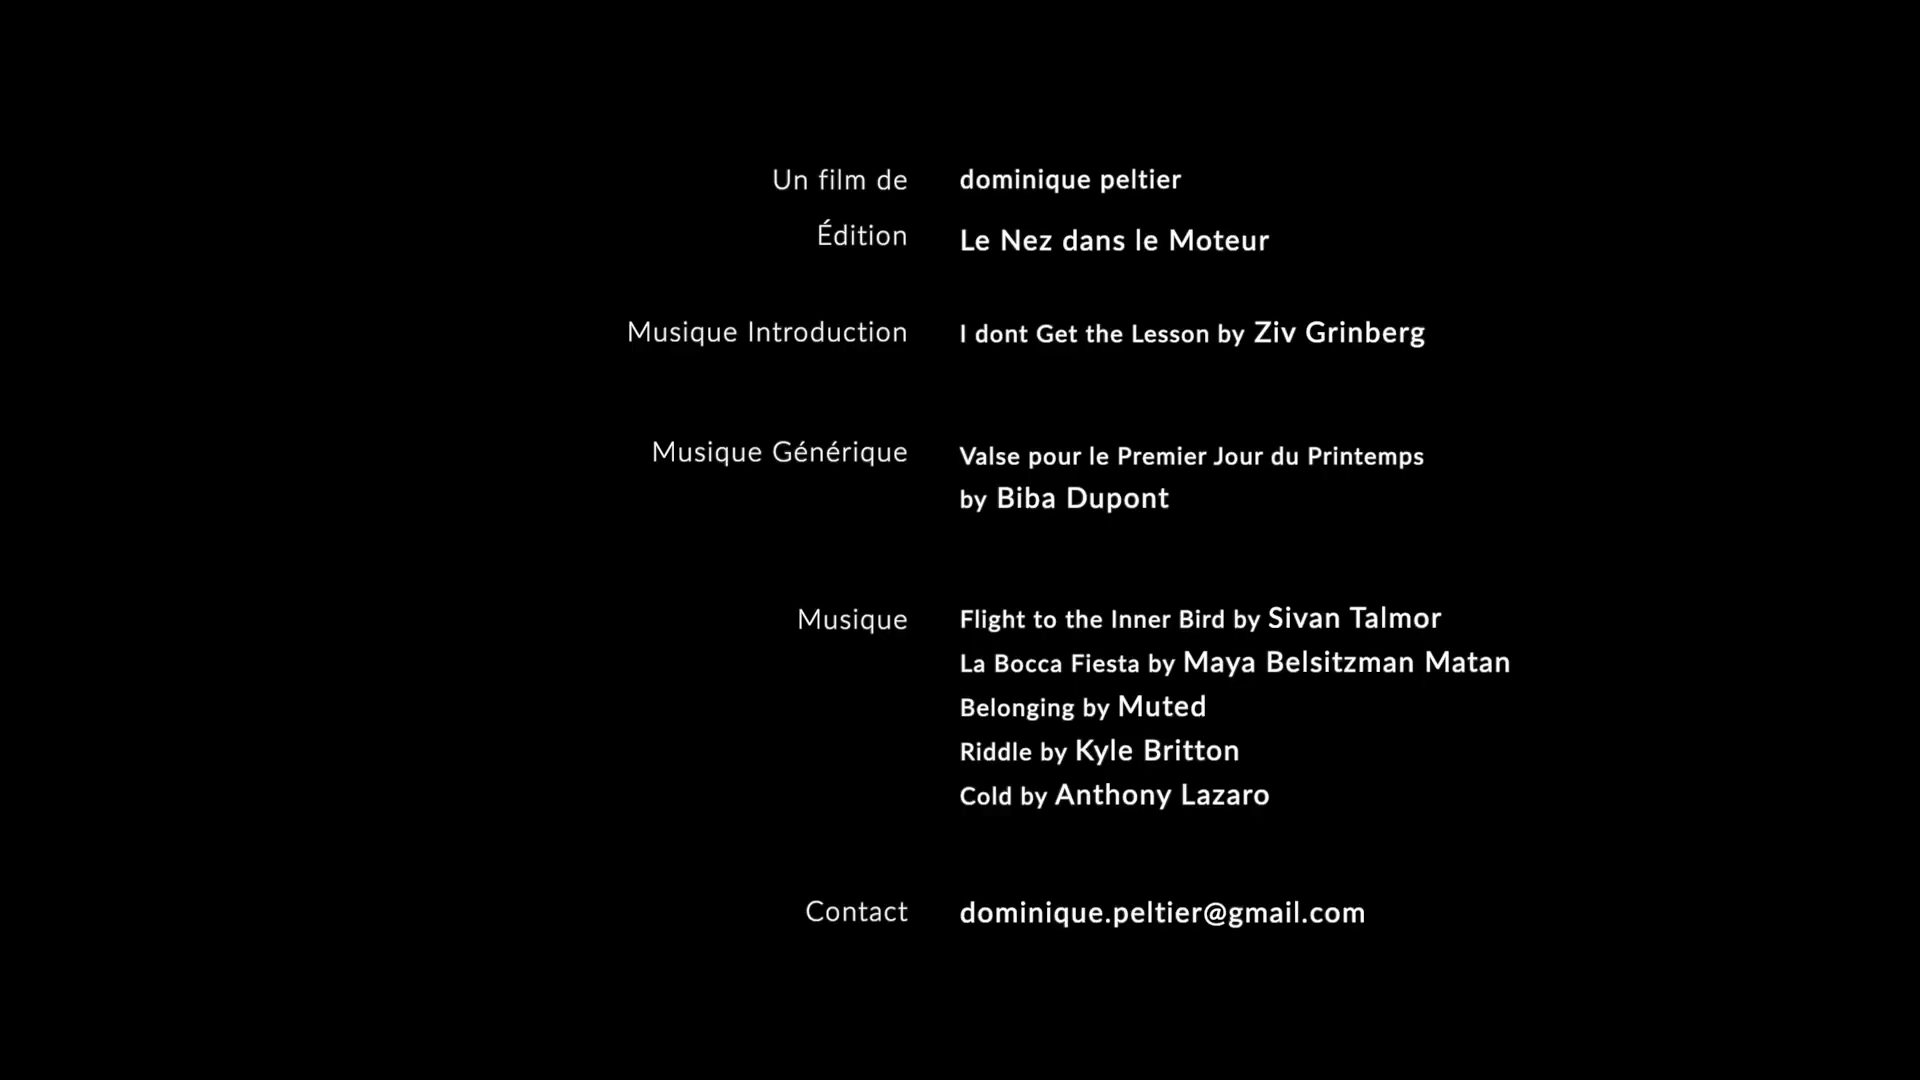 Un film de dominique peltier
Édition Le Nez dans le Moteur
Musique Introduction I dont Get the Lesson by Ziv Grinberg
Musique Générique Valse pour le Premier Jour du Printemps
by Biba Dupont
Musique Flight to the Inner Bird by Sivan Talmor
La Bocca Fiesta by Maya Belsitzman Matan
Belonging by Muted
Riddle by Kyle Britton
Cold by Anthony Lazaro
Contact dominique.peltier@gmail.com